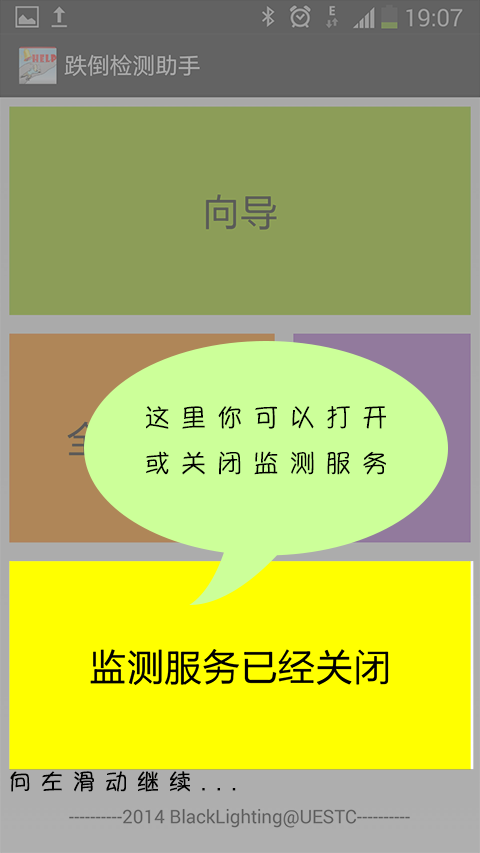 E
19:07
HELP
跌倒检测助手
向导
全
这里你可以打开
或关闭监测服务
监测服务已经关闭
向左滑动继续...
----------2014 BlackLighting@UESTC----------